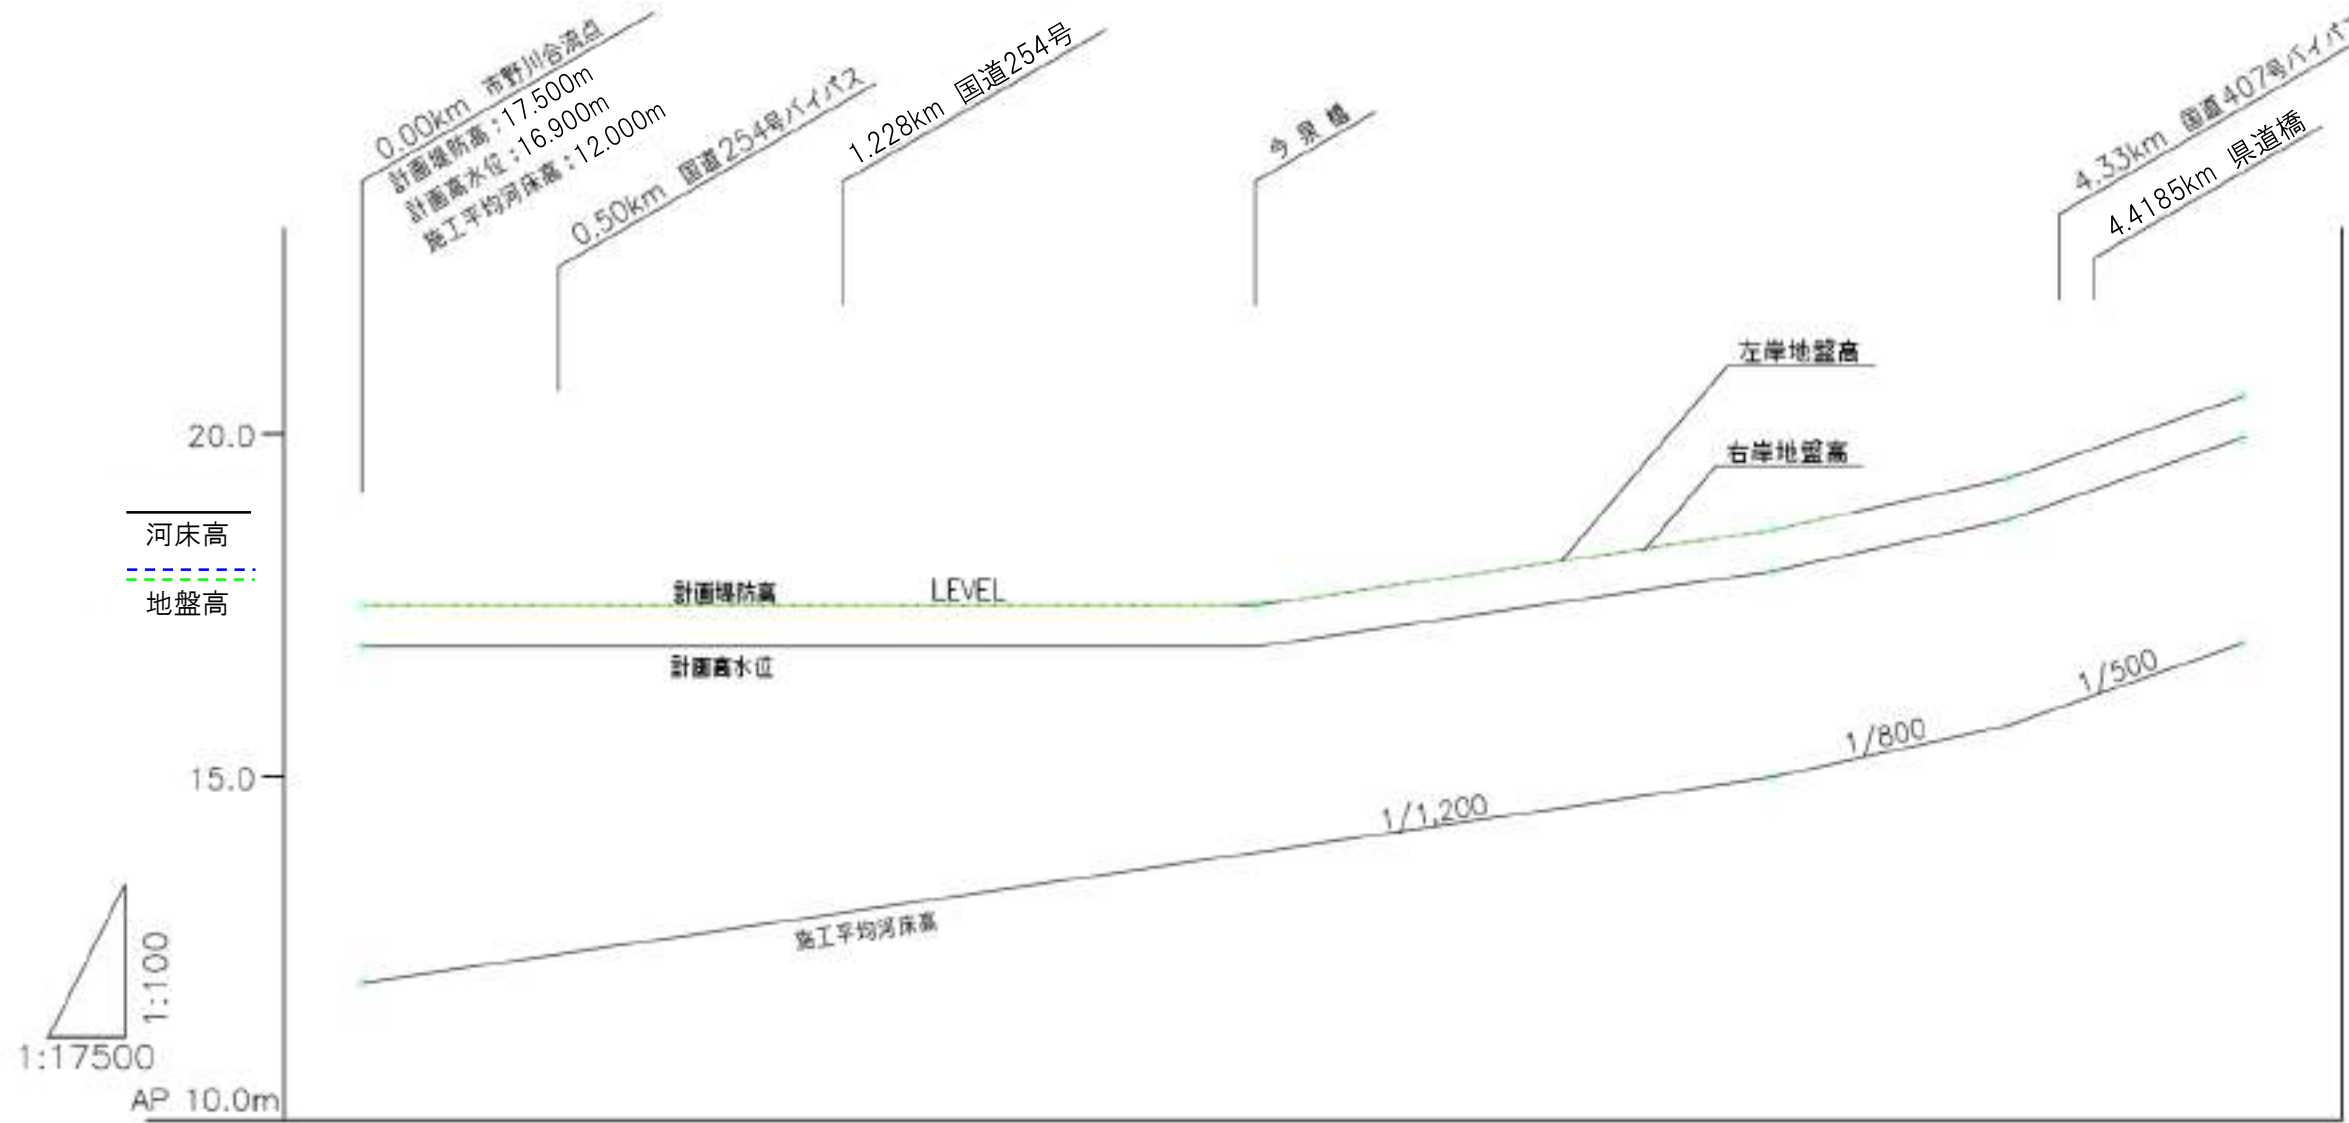 0.00km 市野川合流点
計画堤防高：17.500m
計画高水位：16.900m
施工平均河床高：12.000m
0.50km 国道254号バイパス
1.228km 国道254号
今泉橋
4.33km 国道407号バイパ
4.4185km 県道橋
左岸地盤高
右岸地盤高
20.0
河床高
地盤高
計画堤防高
LEVEL
計画高水位
1/500
1/800
15.0
1/1,200
施工平均河床高
1:100
1:17500
AP 10.0m